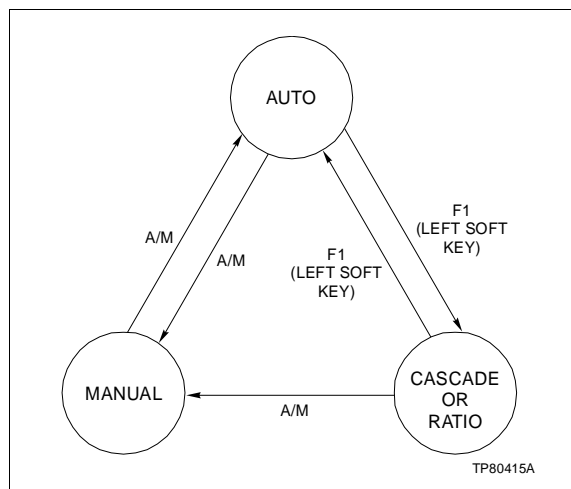 AUTO
A/M
A/M
F1
(LEFT SOFT
KEY)
F1
(LEFT SOFT
KEY)
MANUAL
A/M
CASCADE
OR
RATIO
TP80415A